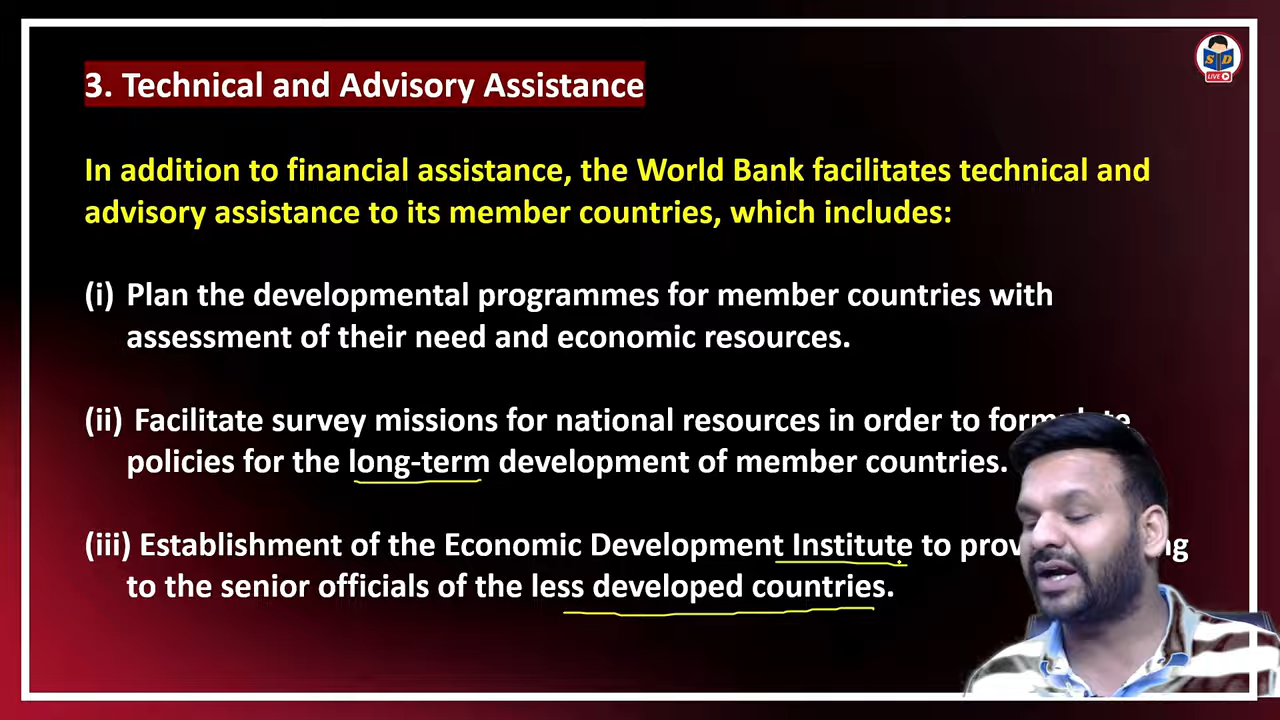 3. Technical and Advisory Assistance
S D
LIVE
In addition to financial assistance, the World Bank facilitates technical and
advisory assistance to its member countries, which includes:
(i) Plan the developmental programmes for member countries with
assessment of their need and economic resources.
(ii) Facilitate survey missions for national resources in order to
policies for the long-term development of member countries.
(iii) Establishment of the Economic Development Institute to
to the senior officials of the less developed countries.